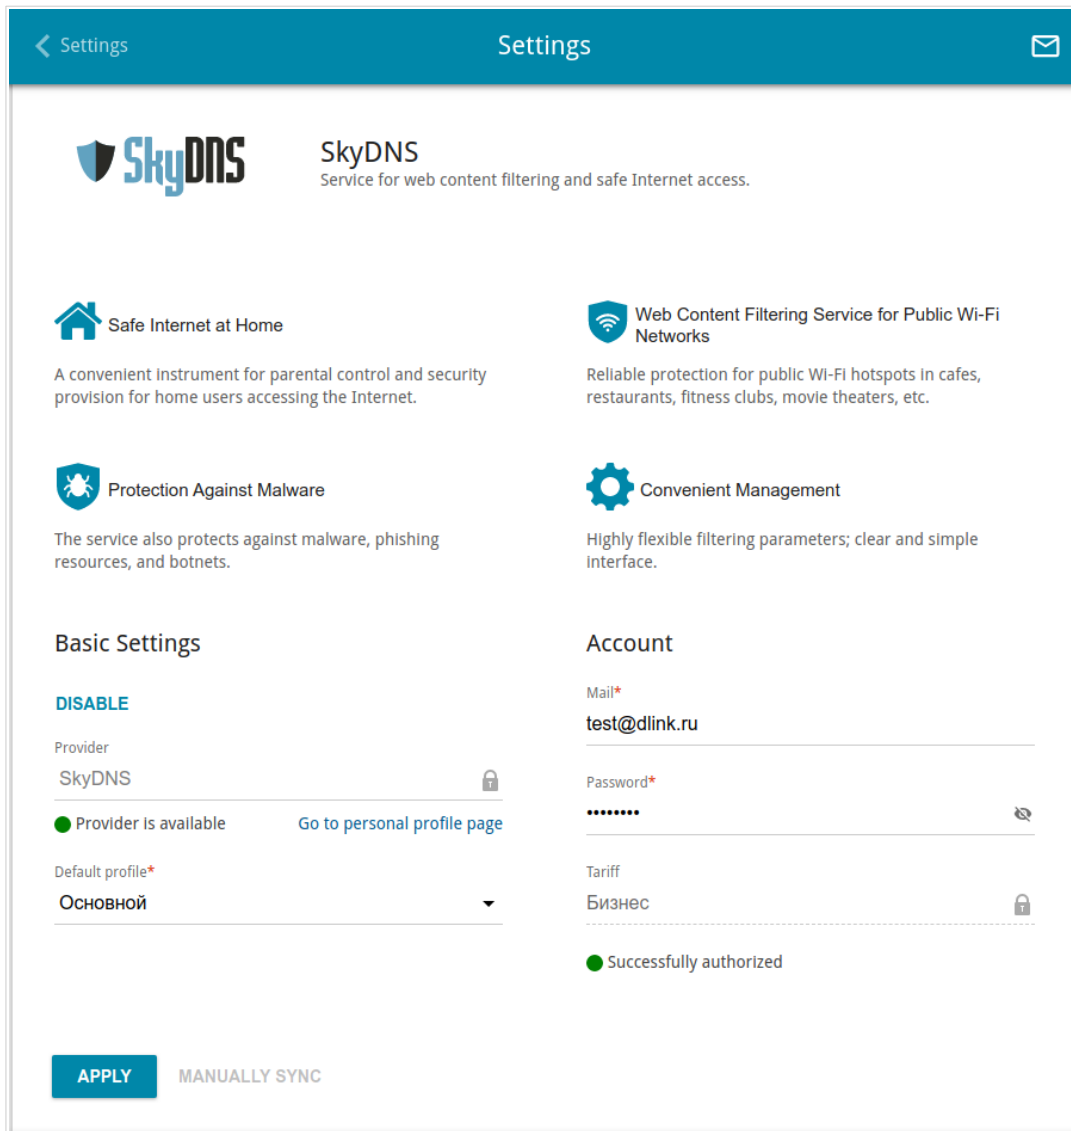 Settings
Settings
SkyDNS
SkyDNS
Service for web content filtering and safe Internet access.
Safe Internet at Home
A convenient instrument for parental control and security
provision for home users accessing the Internet.
Web Content Filtering Service for Public Wi-Fi
Networks
Reliable protection for public Wi-Fi hotspots in cafes,
restaurants, fitness clubs, movie theaters, etc.
Protection Against Malware
The service also protects against malware, phishing
resources, and botnets.
Convenient Management
Highly flexible filtering parameters; clear and simple
interface.
Basic Settings
DISABLE
Provider
SkyDNS
Provider is available
Go to personal profile page
Default profile*
Основной
Account
Mail*
test@dlink.ru
Password*
••••••••
Tariff
Бизнес
Successfully authorized
APPLY
MANUALLY SYNC